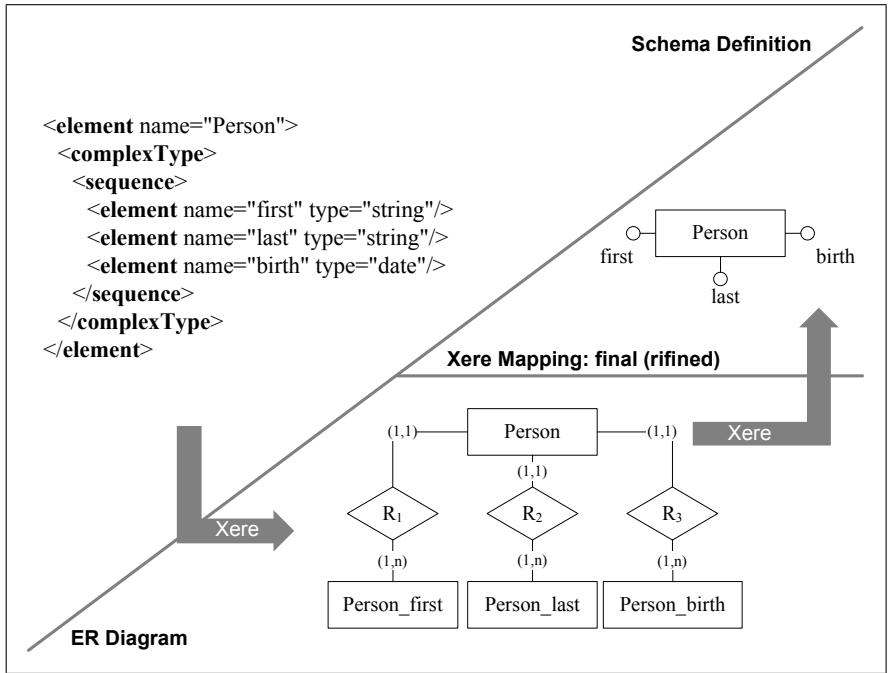 Schema Definition
<element name="Person">
<complexType>
<sequence>
<element name="first" type="string"/>
<element name="last" type="string"/>
<element name="birth" type="date"/>
</sequence>
</complexType>
</element>
Person
first
birth
last
Xere Mapping: final (rifined)
Xere
(1,1)
Person
(1,1)
(1,1)
R1
R2
R3
Xere
(1,n)
(1,n)
(1,n)
Person_first
Person_last
Person_birth
ER Diagram